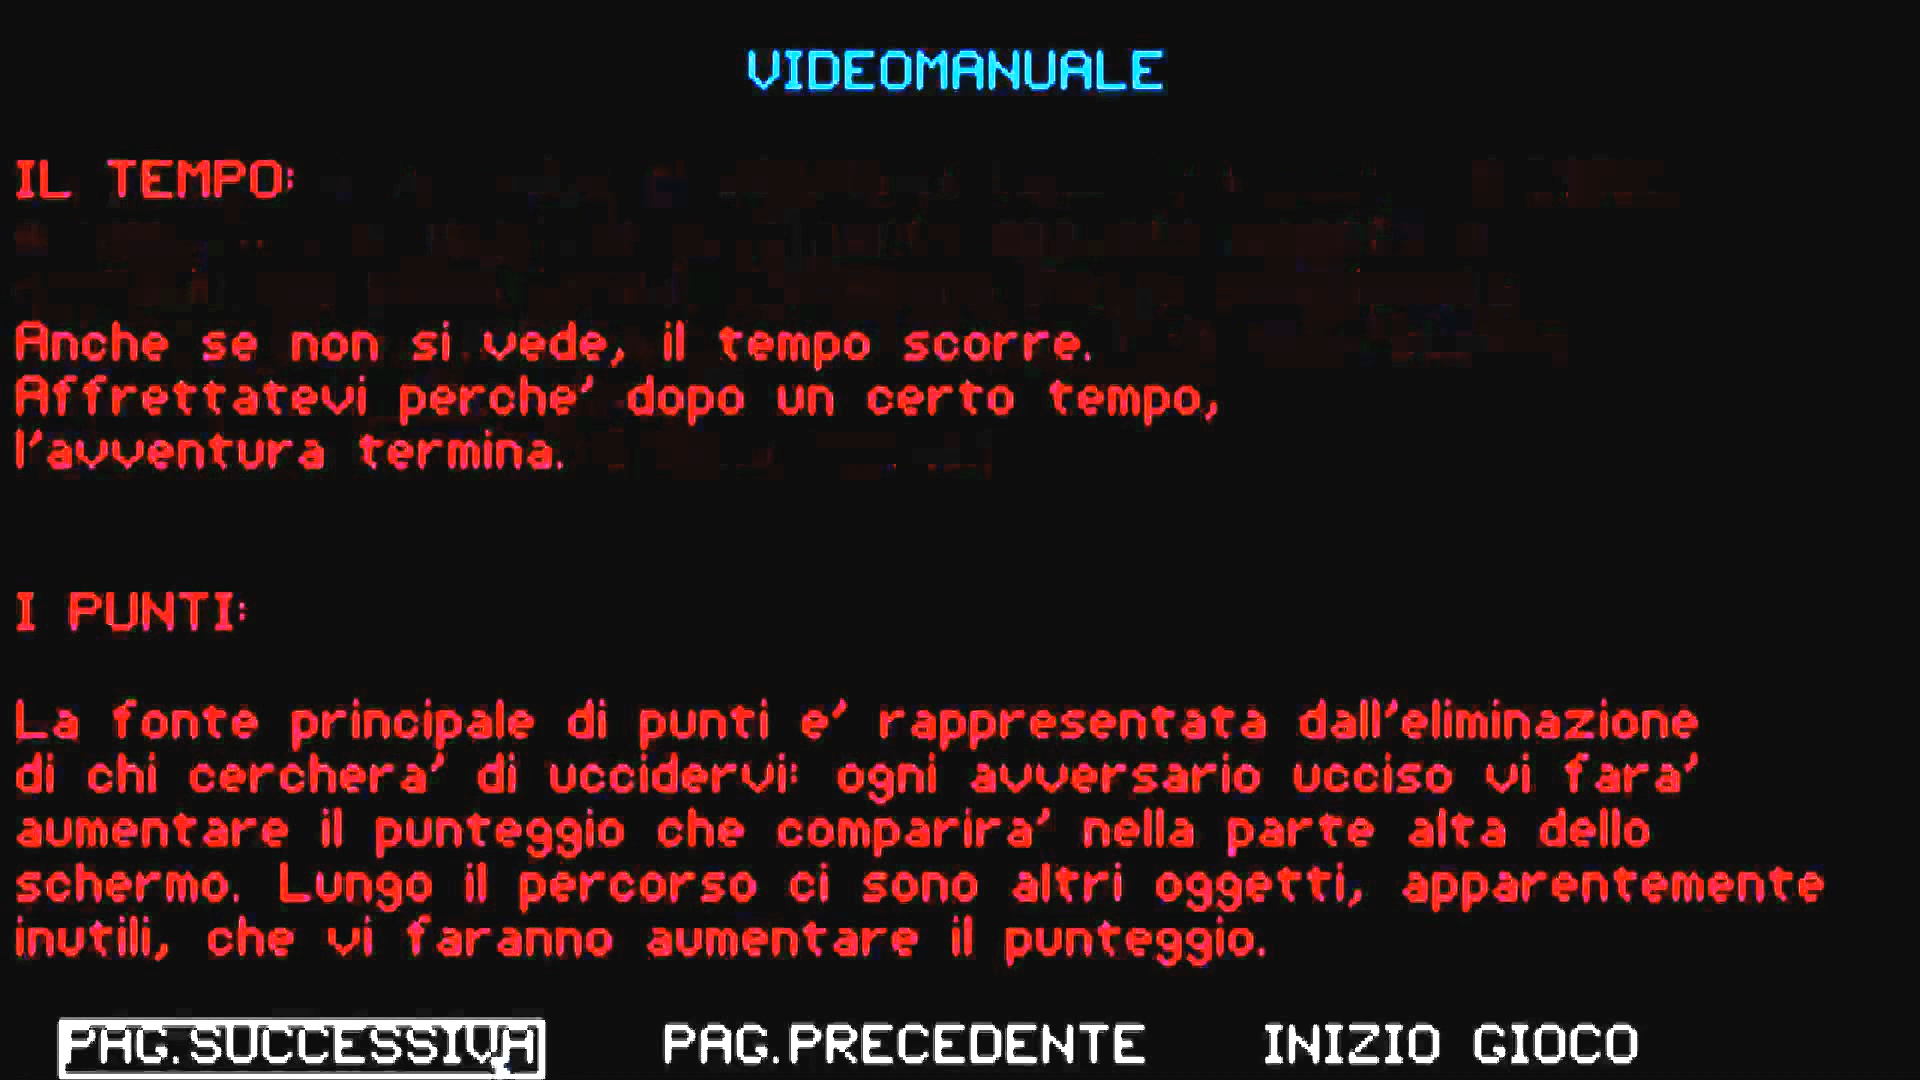 VIDEOMANUALE
IL TEMPO:
Anche se non si vede, il tempo scorre.
Affrettatevi perche' dopo un certo tempo,
l'avventura termina.
I PUNTI:
La fonte principale di punti e' rappresentata dall'eliminazione
di chi cerchera' di uccidervi: ogni avversario ucciso vi fara'
aumentare il punteggio che comparira' nella parte alta dello
schermo. Lungo il percorso ci sono altri oggetti, apparentemente
inutili, che vi faranno aumentare il punteggio.
PAG.SUCCESSIVA PAG.PRECEDENTE INIZIO GIOCO